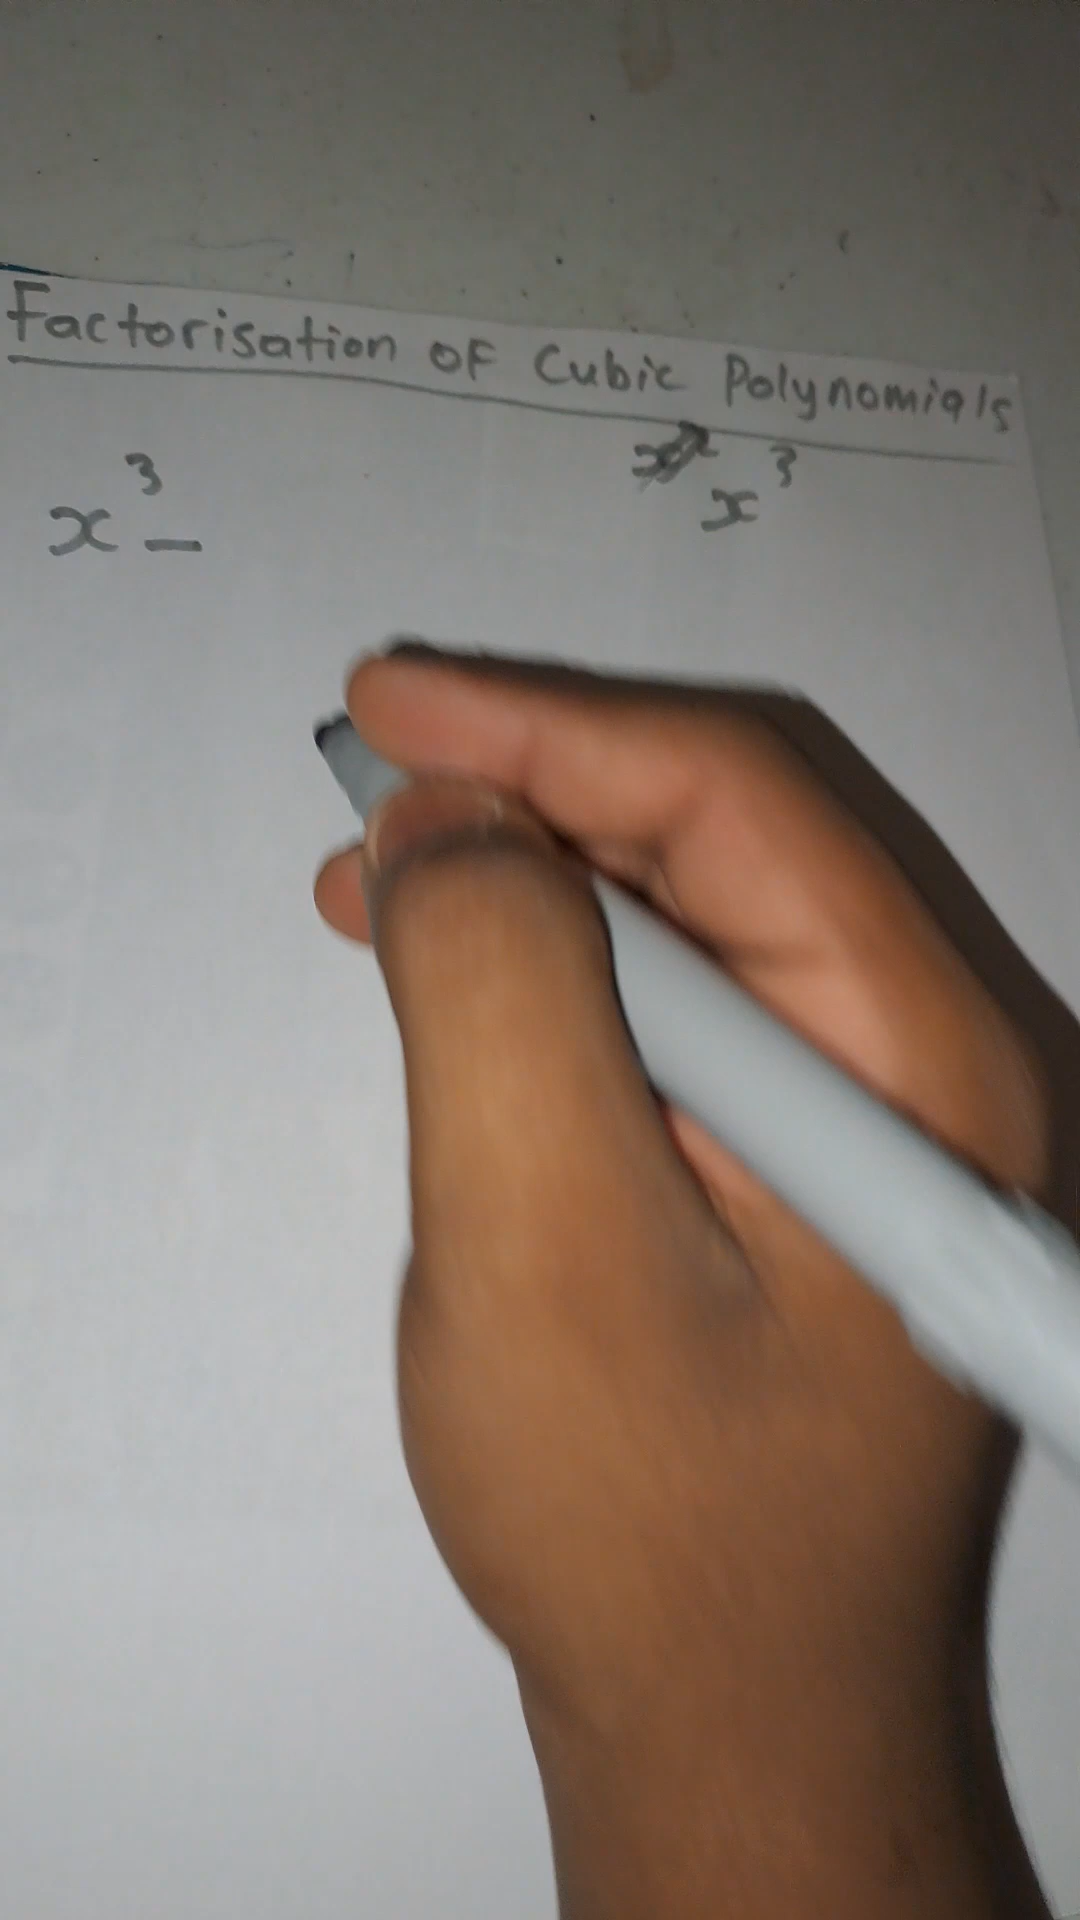 Factorisation OF Cubic Polynomials
x³ –
x³